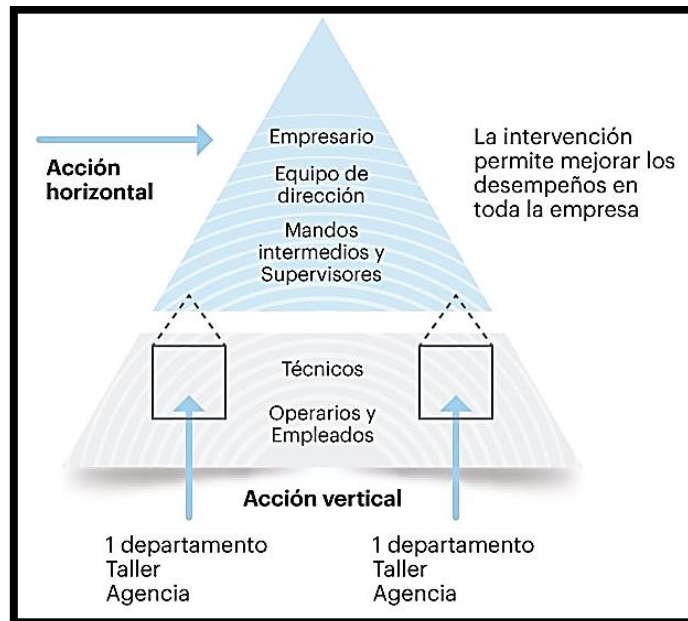 Empresario
Acción
horizontal
Equipo de
dirección
Mandos
intermedios y
Supervisores
La intervención
permite mejorar los
desempeños en
toda la empresa
Técnicos
Operarios y
Empleados
Acción vertical
1 departamento
Taller
Agencia
1 departamento
Taller
Agencia